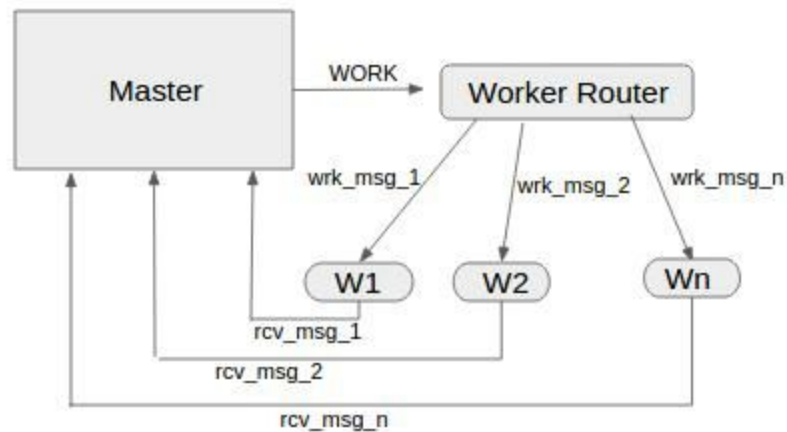 WORK
Master
Worker Router
wrk_msg_1
wrk_msg_2
wrk_msg_n
W1
W2
Wn
rcv_msg_1
rcv_msg_2
rcv_msg_n